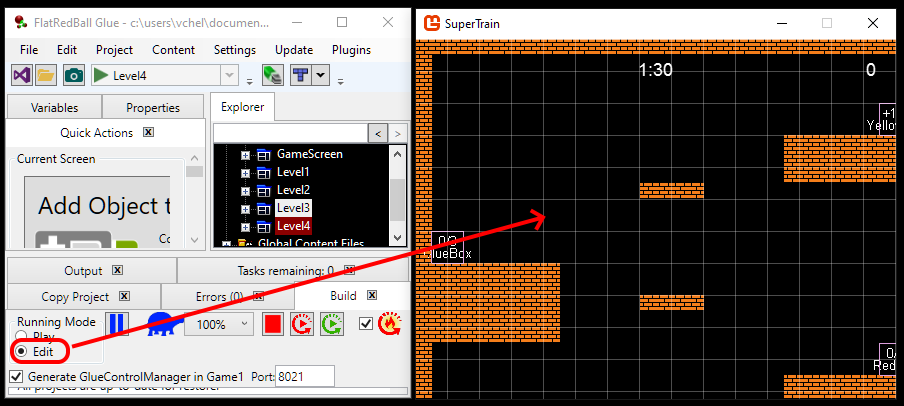 FlatRedBall Glue - c:\users\vchel\documen...
File Edit Project Content Settings Update Plugins
Level4
Variables Properties
Quick Actions
Current Screen
Add Object t
Explorer
GameScreen
Level1
Level2
Level3
Level4
Global Content Files
Output Tasks remaining: 0
Copy Project Errors (0) Build
Running Mode
Play
Edit
100%
Generate GlueControlManager in Game1 Port: 8021
All projects are up-to-date for restore.
SuperTrain
1:30 0
+1
Yellow
0/3
BlueBox
0/
Red